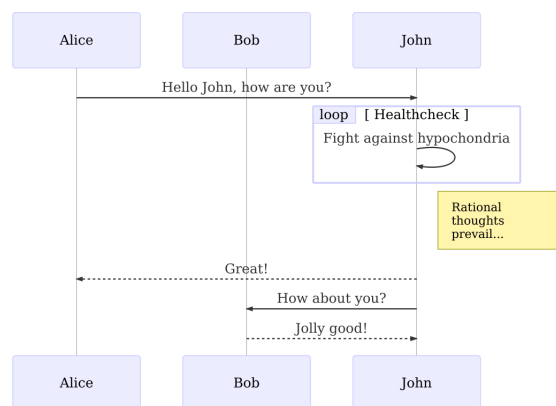 Alice
Bob
John
Hello John, how are you?
loop
[ Healthcheck ]
Fight against hypochondria
Rational
thoughts
prevail...
Great!
How about you?
Jolly good!
Alice
Bob
John